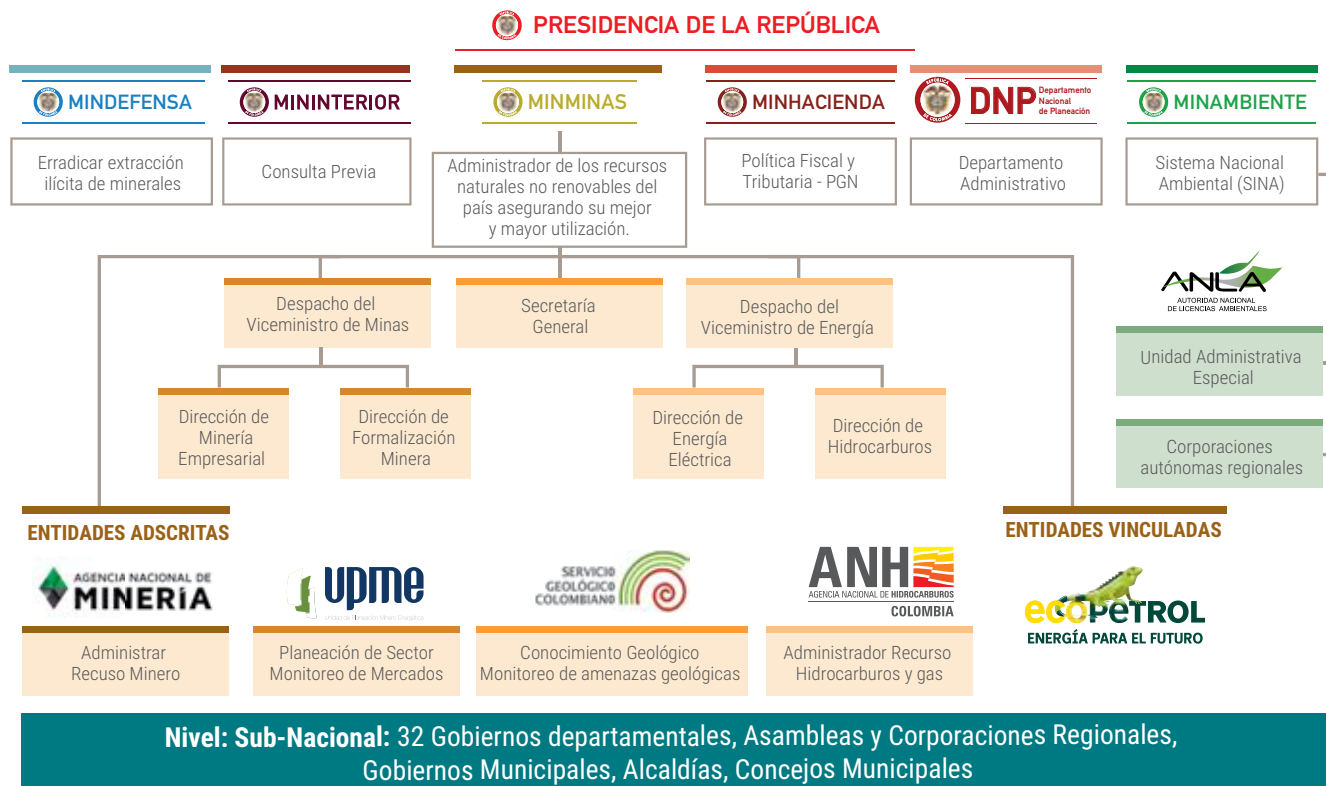 PRESIDENCIA DE LA REPÚBLICA
MINDEFENSA
MININTERIOR
MINMINAS
MINHACIENDA
DNP
Departamento
Nacional
de Planeación
MINAMBIENTE
Erradicar extracción
ilícita de minerales
Consulta Previa
Administrador de los recursos
naturales no renovables del
país asegurando su mejor
y mayor utilización.
Política Fiscal y
Tributaria - PGN
Departamento
Administrativo
Sistema Nacional
Ambiental (SINA)
ANLA
AUTORIDAD NACIONAL
DE LICENCIAS AMBIENTALES
Despacho del
Viceministro de Minas
Secretaría
General
Despacho del
Viceministro de Energía
Unidad Administrativa
Especial
Dirección de
Minería
Empresarial
Dirección de
Formalización
Minera
Dirección de
Energía
Eléctrica
Dirección de
Hidrocarburos
Corporaciones
autónomas regionales
ENTIDADES ADSCRITAS
ENTIDADES VINCULADAS
AGENCIA NACIONAL DE
MINERÍA
upme
Unidad de Planeación Minero Energética
SERVICIO
GEOLÓGICO
COLOMBIANO
ANH
AGENCIA NACIONAL DE HIDROCARBUROS
COLOMBIA
ecoPETROL
ENERGÍA PARA EL FUTURO
Administrar
Recuso Minero
Planeación de Sector
Monitoreo de Mercados
Conocimiento Geológico
Monitoreo de amenazas geológicas
Administrador Recurso
Hidrocarburos y gas
Nivel: Sub-Nacional: 32 Gobiernos departamentales, Asambleas y Corporaciones Regionales,
Gobiernos Municipales, Alcaldías, Concejos Municipales